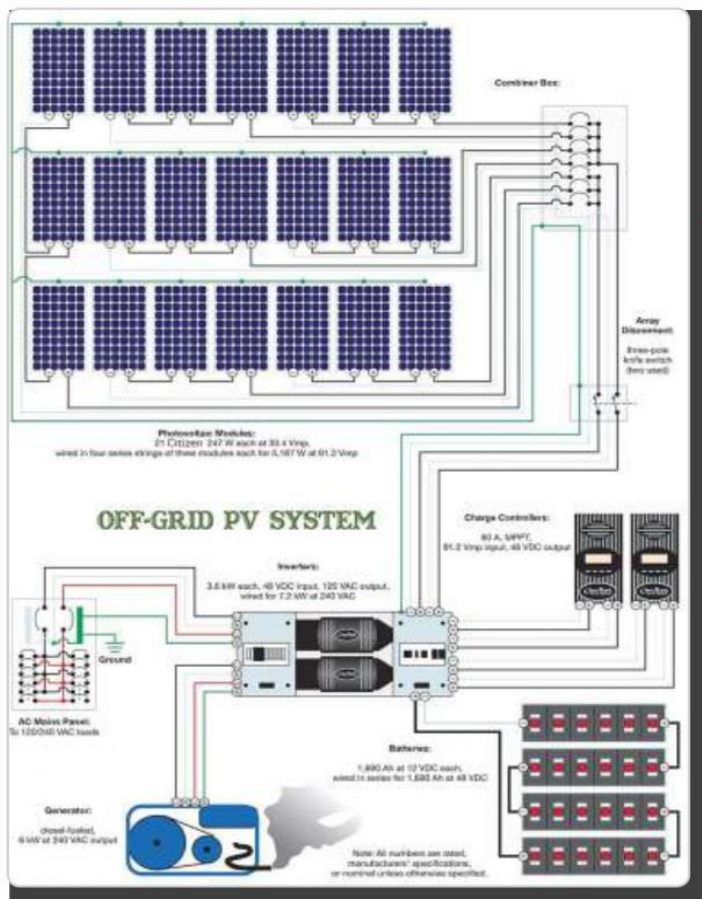 Combiner Box:
Array
Disconnect:
three-pole
knife switch
(two used)
Photovoltaic Modules:
21 Citizen 247 W each at 30.4 Vmp,
wired in four series strings of three modules each for 5,187 W at 91.2 Vmp
OFF-GRID PV SYSTEM
Charge Controllers:
60 A, MPPT,
91.2 Vmp input, 48 VDC output
Inverters:
3.6 kW each, 48 VDC input, 120 VAC output,
wired for 7.2 kW at 240 VAC
Ground
AC Mains Panel:
To 120/240 VAC loads
Batteries:
1,690 Ah at 12 VDC each,
wired in series for 1,690 Ah at 48 VDC
Generator:
diesel-fueled,
6 kW at 240 VAC output
Note: All numbers are rated,
manufacturers' specifications,
or nominal unless otherwise specified.